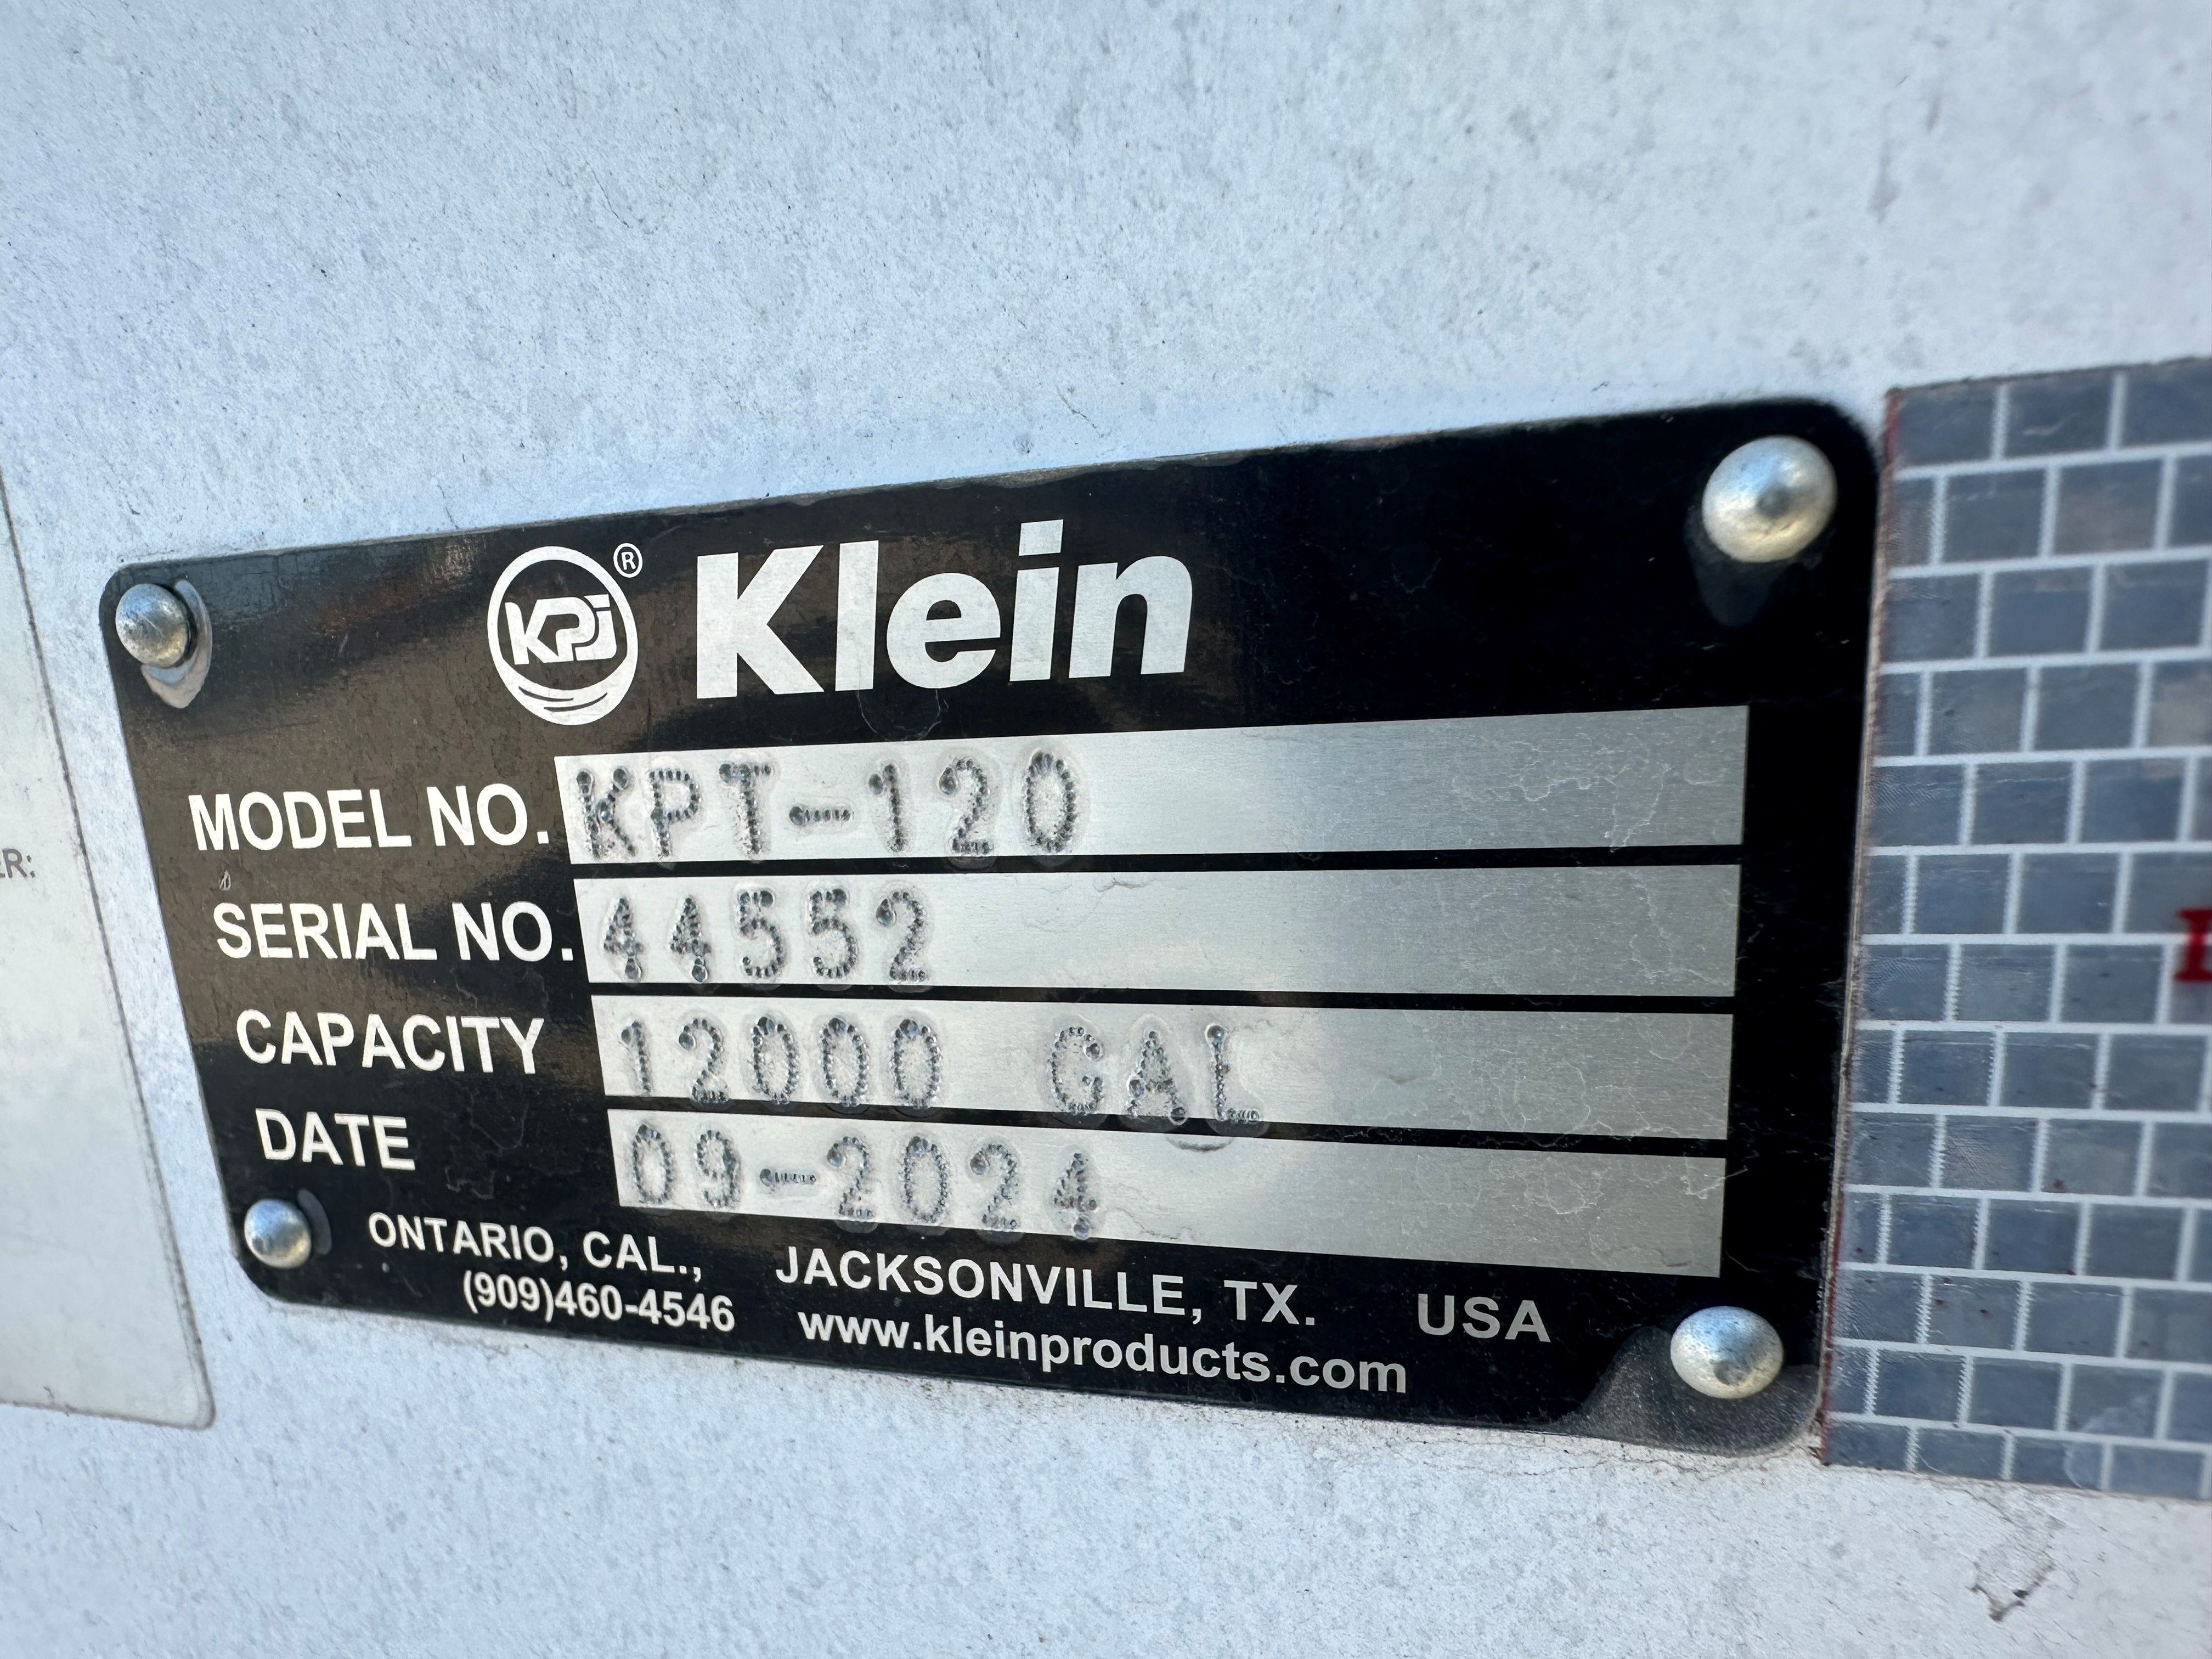 KPJ® Klein
MODEL NO. KPT-120
SERIAL NO. 44552
CAPACITY 12000 GAL
DATE 09-2024
ONTARIO, CAL., JACKSONVILLE, TX. USA
(909)460-4546 www.kleinproducts.com